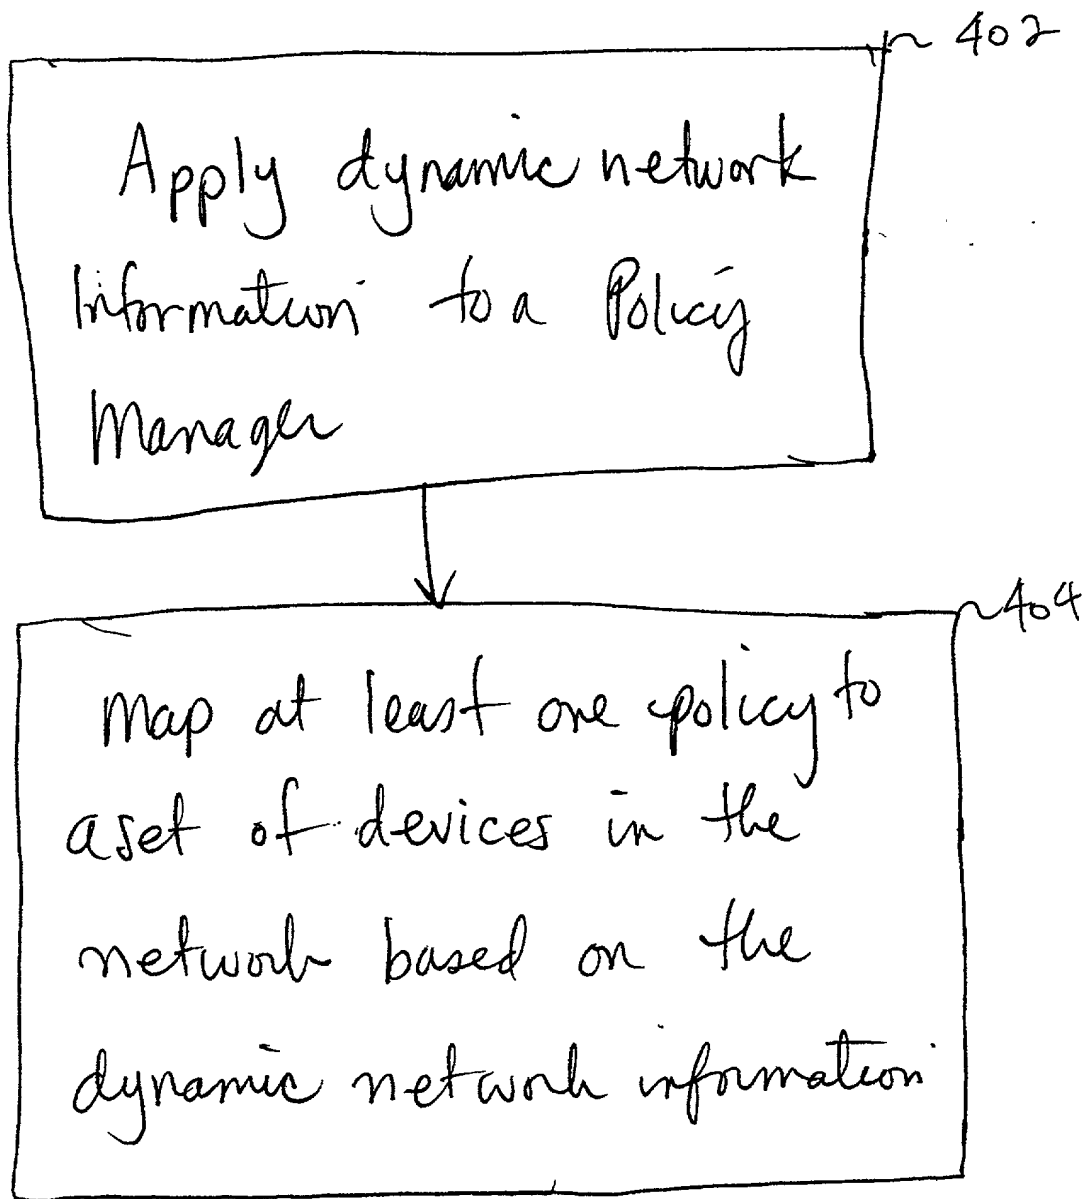 402
Apply dynamic network
Information to a Policy
Manager
404
Map at least one policy to
a set of devices in the
network based on the
dynamic network information